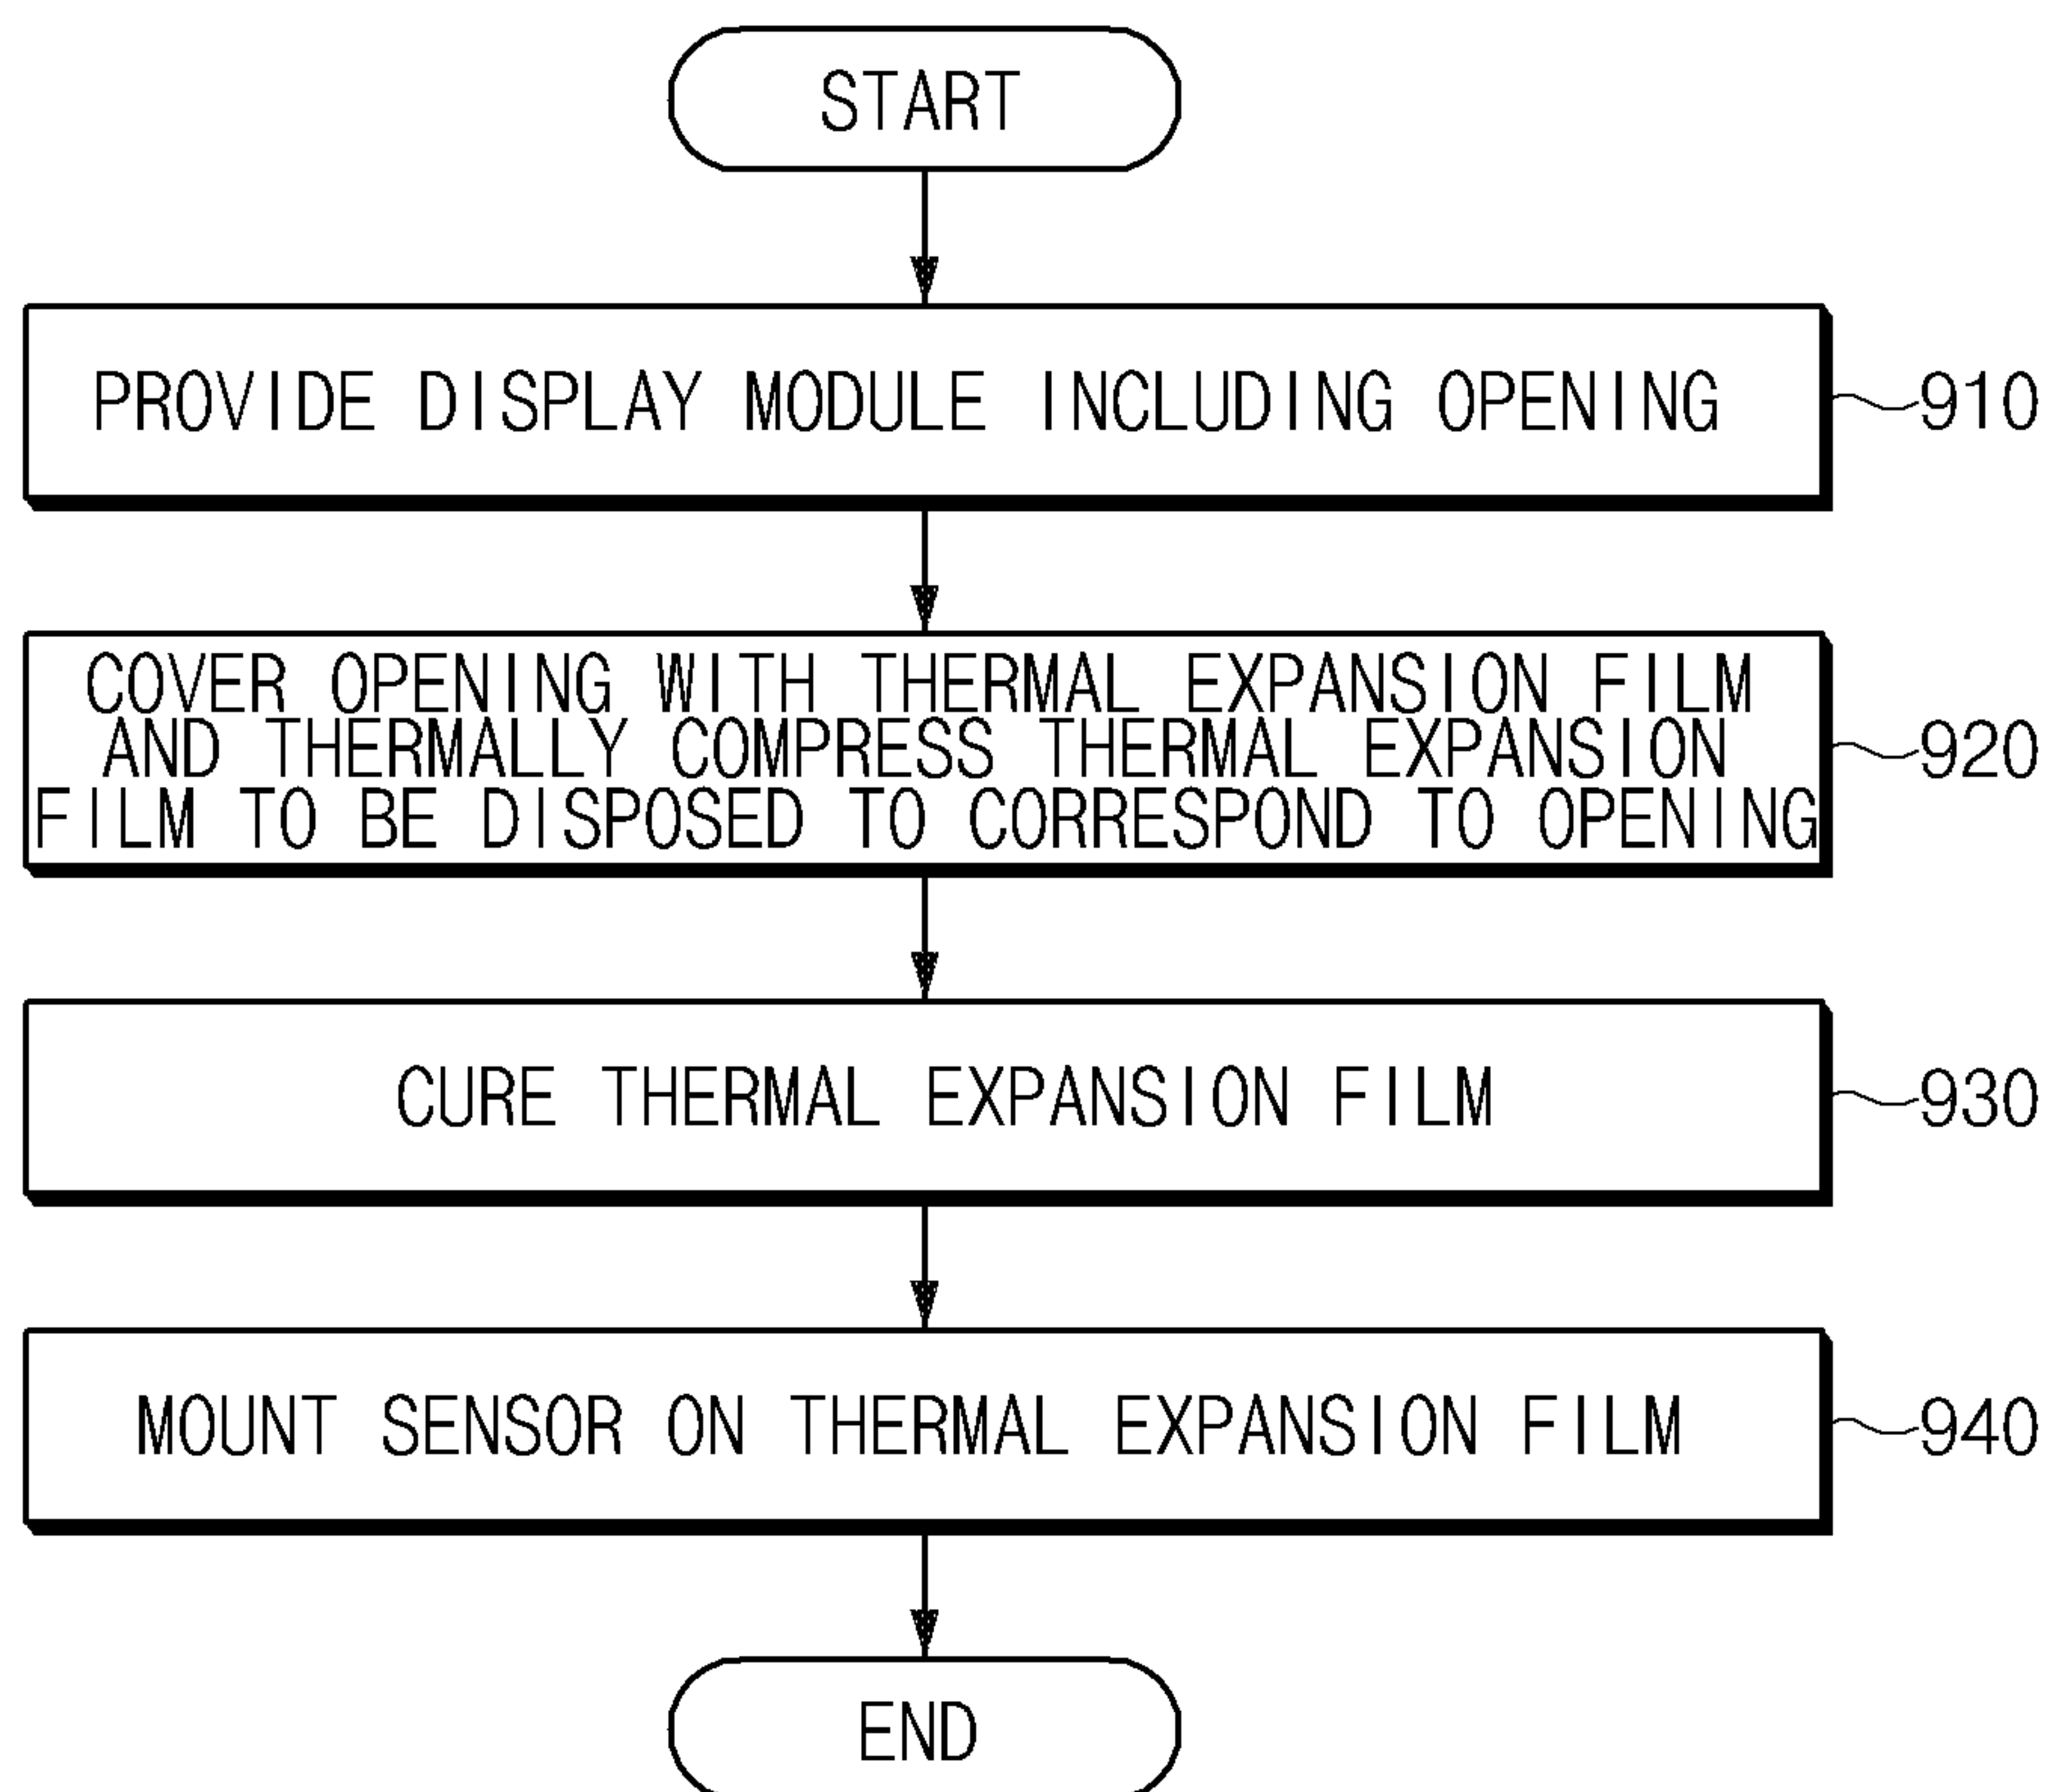 START
PROVIDE DISPLAY MODULE INCLUDING OPENING
910
COVER OPENING WITH THERMAL EXPANSION FILM
AND THERMALLY COMPRESS THERMAL EXPANSION
FILM TO BE DISPOSED TO CORRESPOND TO OPENING
920
CURE THERMAL EXPANSION FILM
930
MOUNT SENSOR ON THERMAL EXPANSION FILM
940
END